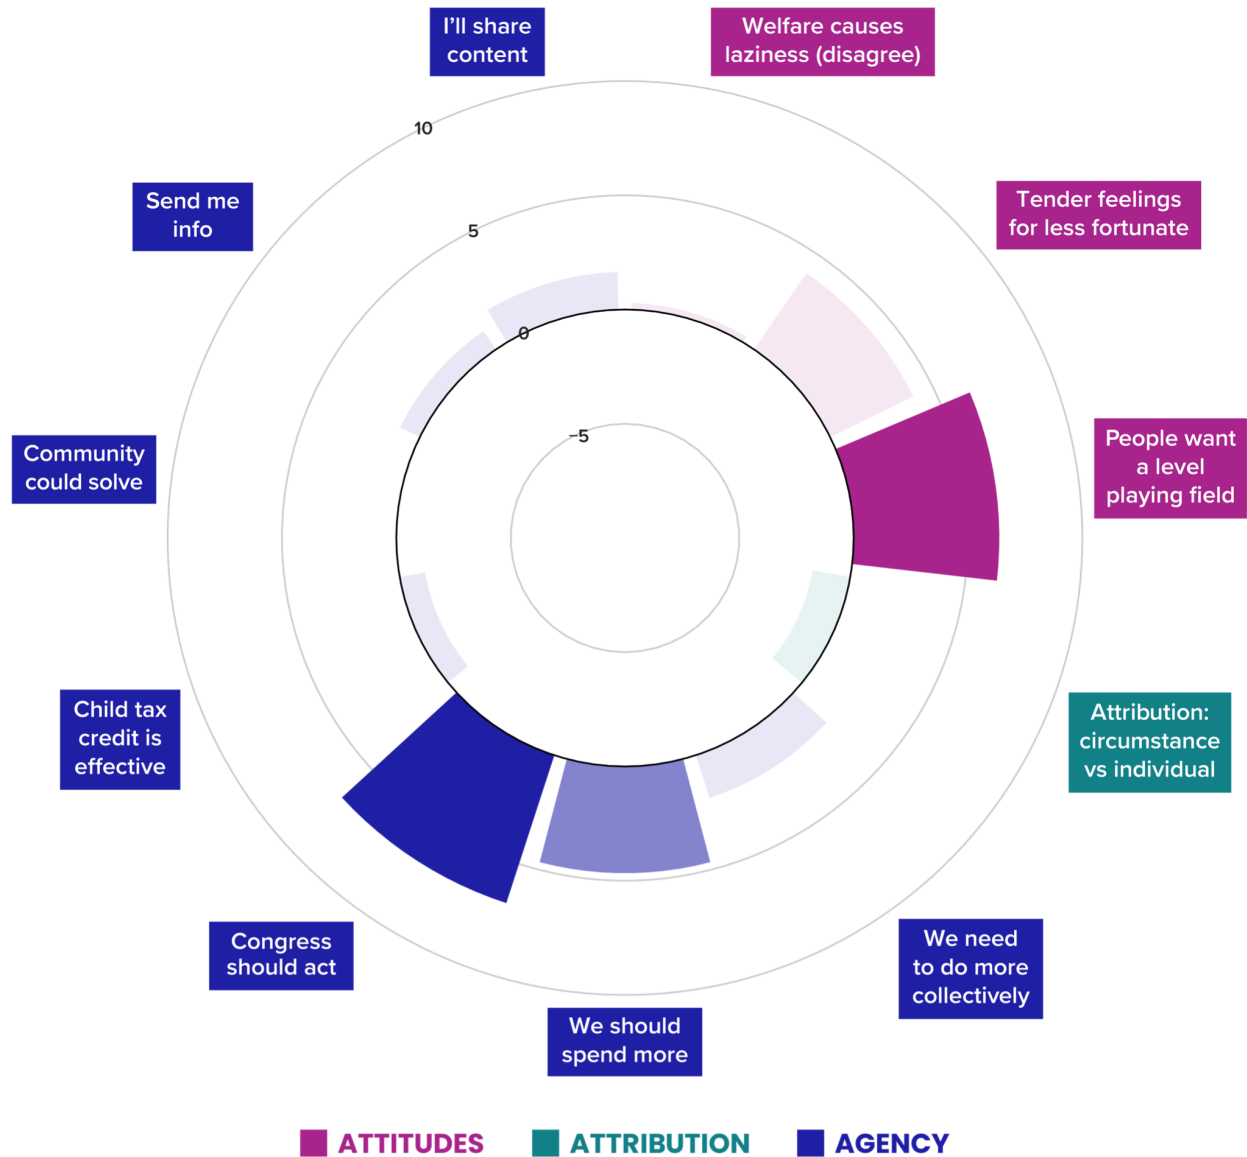 I’ll share
content
Welfare causes
laziness (disagree)
10
Send me
info
Tender feelings
for less fortunate
5
0
Community
could solve
People want
a level
playing field
−5
Child tax
credit is
effective
Attribution:
circumstance
vs individual
Congress
should act
We need
to do more
collectively
We should
spend more
ATTITUDES
ATTRIBUTION
AGENCY